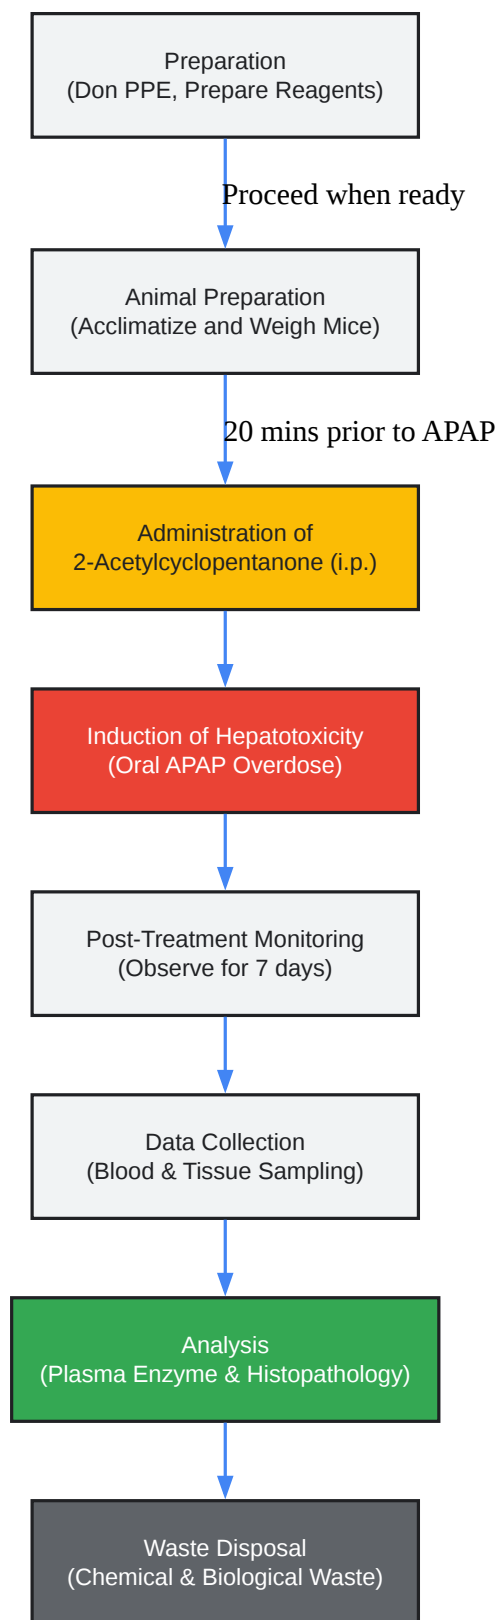 Preparation
(Don PPE, Prepare Reagents)
Proceed when ready
Animal Preparation
(Acclimatize and Weigh Mice)
20 mins prior to APAP
Administration of
2-Acetylcyclopentanone (i.p.)
Induction of Hepatotoxicity
(Oral APAP Overdose)
Post-Treatment Monitoring
(Observe for 7 days)
Data Collection
(Blood & Tissue Sampling)
Analysis
(Plasma Enzyme & Histopathology)
Waste Disposal
(Chemical & Biological Waste)